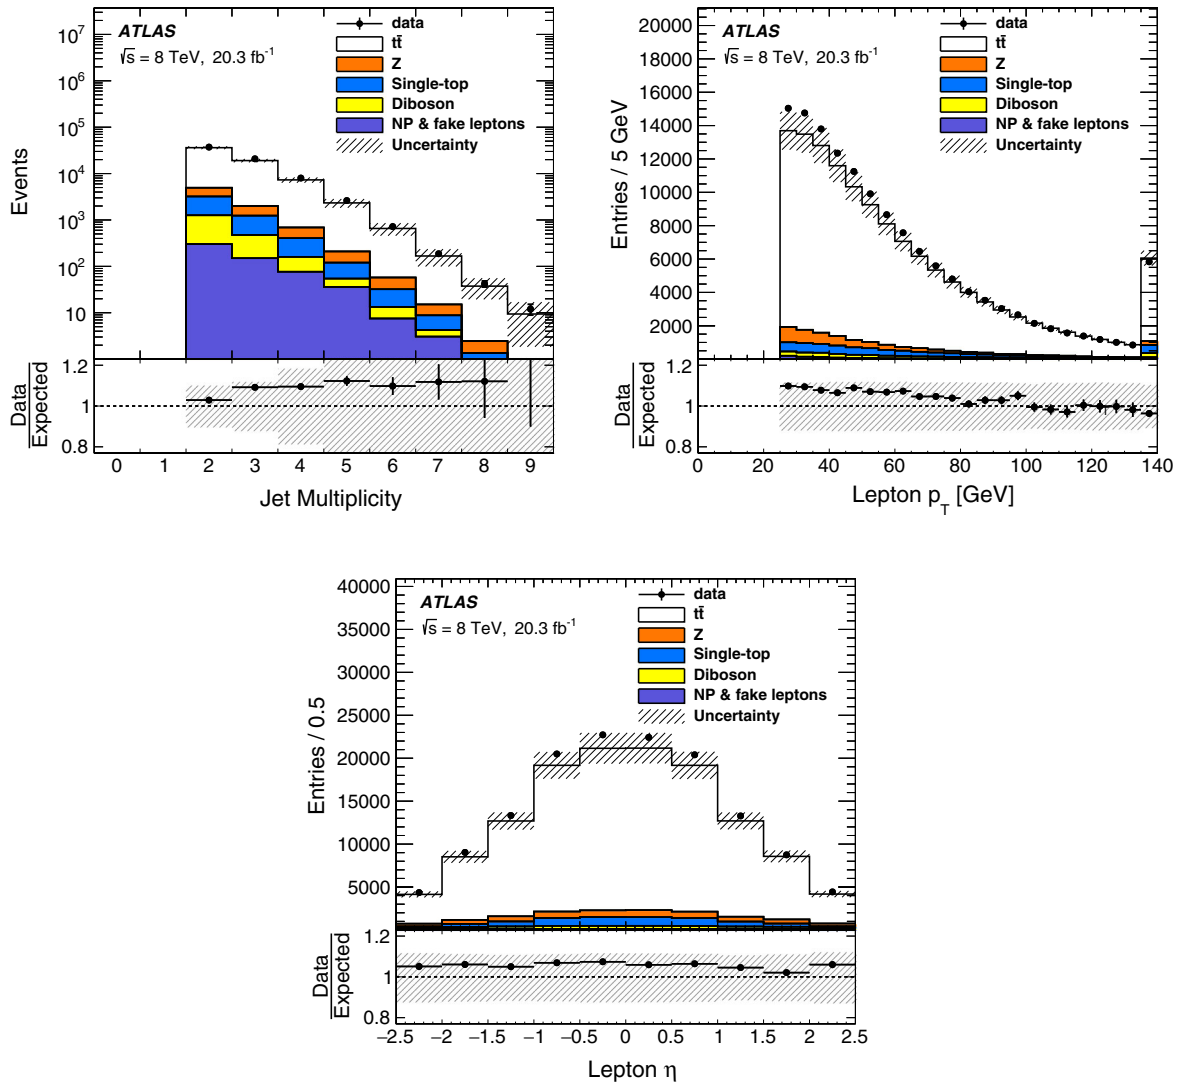 ATLAS
√s = 8 TeV, 20.3 fb⁻¹
data
tt̄
Z
Single-top
Diboson
NP & fake leptons
Uncertainty
Events
10⁷
10⁶
10⁵
10⁴
10³
10²
10
Data
Expected
1.2
1
0.8
0 1 2 3 4 5 6 7 8 9
Jet Multiplicity
ATLAS
√s = 8 TeV, 20.3 fb⁻¹
data
tt̄
Z
Single-top
Diboson
NP & fake leptons
Uncertainty
Entries / 5 GeV
20000
18000
16000
14000
12000
10000
8000
6000
4000
2000
Data
Expected
1.2
1
0.8
0 20 40 60 80 100 120 140
Lepton p_T [GeV]
ATLAS
√s = 8 TeV, 20.3 fb⁻¹
data
tt̄
Z
Single-top
Diboson
NP & fake leptons
Uncertainty
Entries / 0.5
40000
35000
30000
25000
20000
15000
10000
5000
Data
Expected
1.2
1
0.8
−2.5 −2 −1.5 −1 −0.5 0 0.5 1 1.5 2 2.5
Lepton η